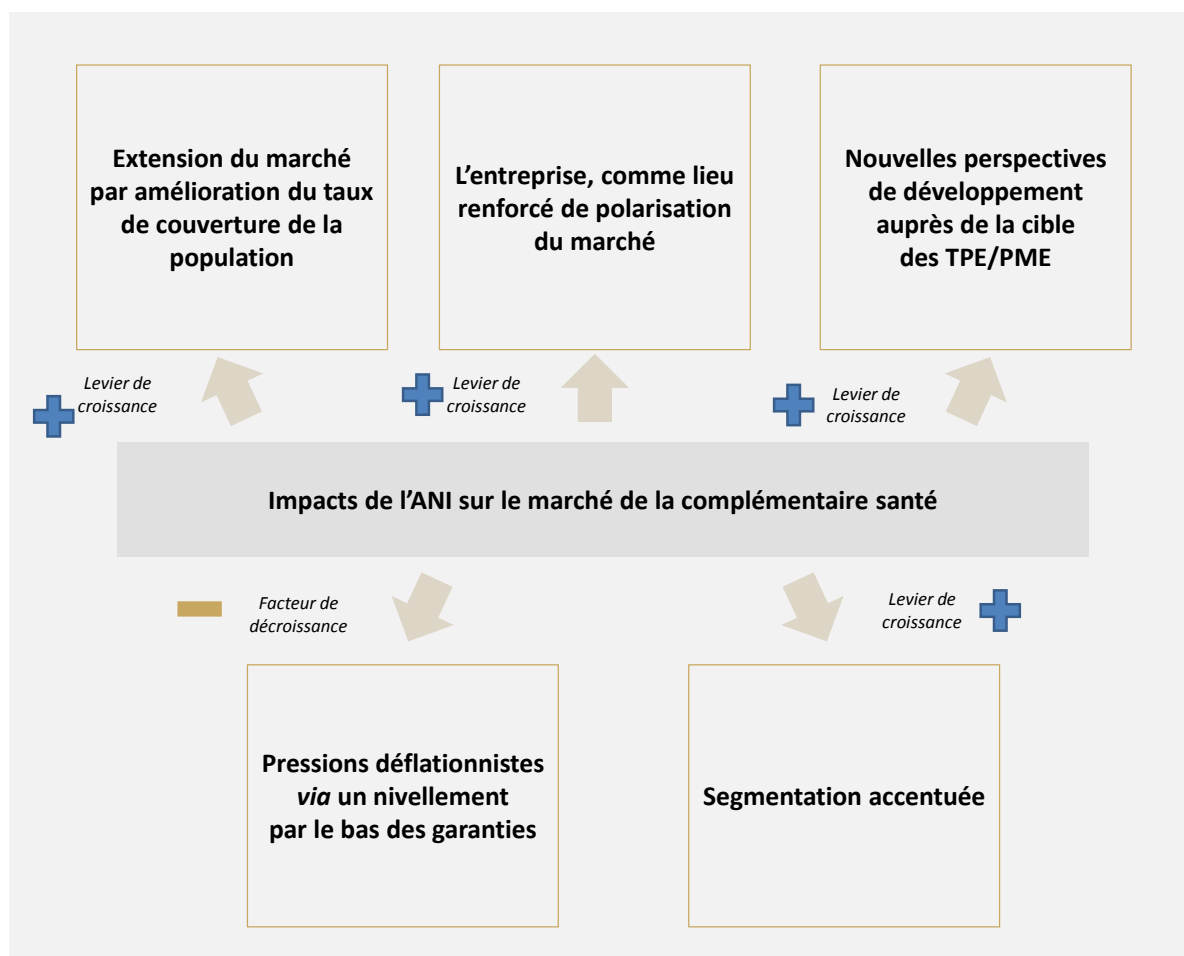 Extension du marché
par amélioration du taux
de couverture de la
population
L’entreprise, comme lieu
renforcé de polarisation
du marché
Nouvelles perspectives
de développement
auprès de la cible
des TPE/PME
Levier de
croissance
Levier de
croissance
Levier de
croissance
Impacts de l’ANI sur le marché de la complémentaire santé
Facteur de
décroissance
Levier de
croissance
Pressions déflationnistes
via un nivellement
par le bas des garanties
Segmentation accentuée